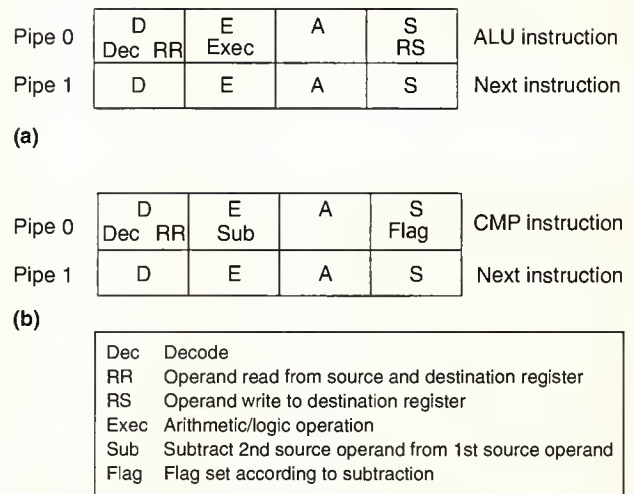 Pipe 0 D E A S ALU instruction
Dec RR Exec RS
Pipe 1 D E A S Next instruction
(a)
Pipe 0 D E A S CMP instruction
Dec RR Sub Flag
Pipe 1 D E A S Next instruction
(b)
Dec Decode
RR Operand read from source and destination register
RS Operand write to destination register
Exec Arithmetic/logic operation
Sub Subtract 2nd source operand from 1st source operand
Flag Flag set according to subtraction